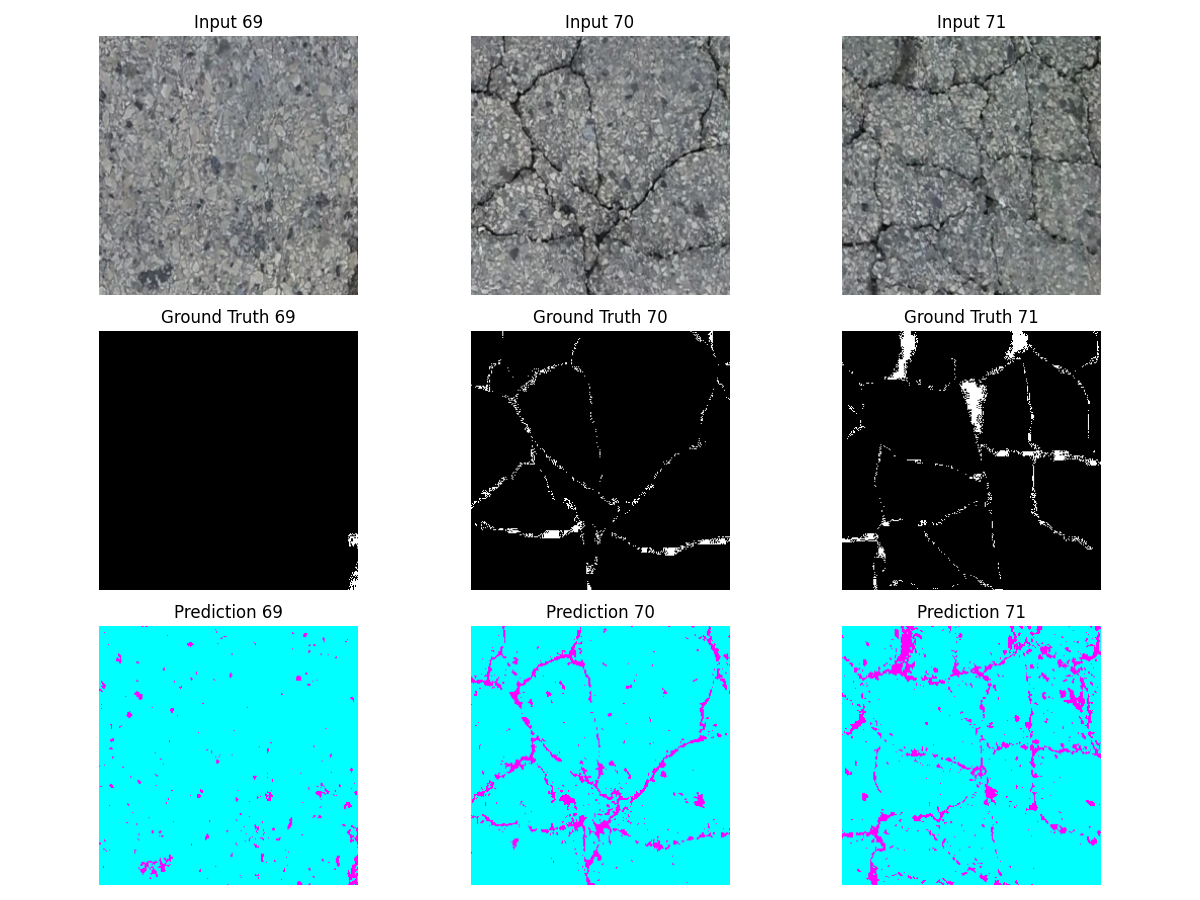 Input 69
Input 70
Input 71
Ground Truth 69
Ground Truth 70
Ground Truth 71
Prediction 69
Prediction 70
Prediction 71